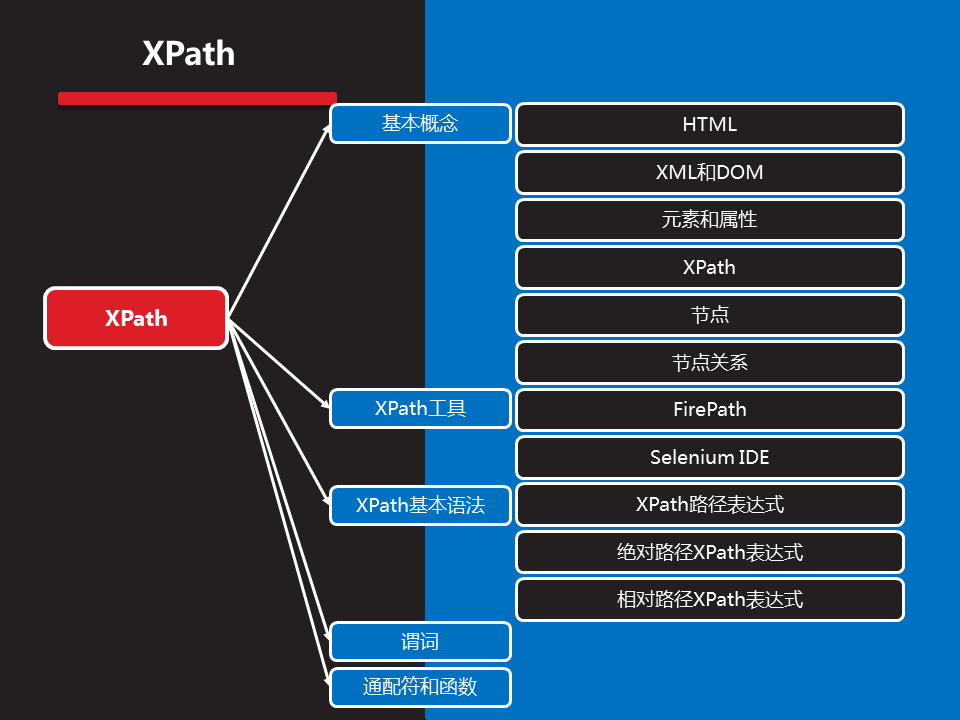 XPath
XPath
基本概念
HTML
XML和DOM
元素和属性
XPath
节点
节点关系
XPath工具
FirePath
Selenium IDE
XPath基本语法
XPath路径表达式
绝对路径XPath表达式
相对路径XPath表达式
谓词
通配符和函数